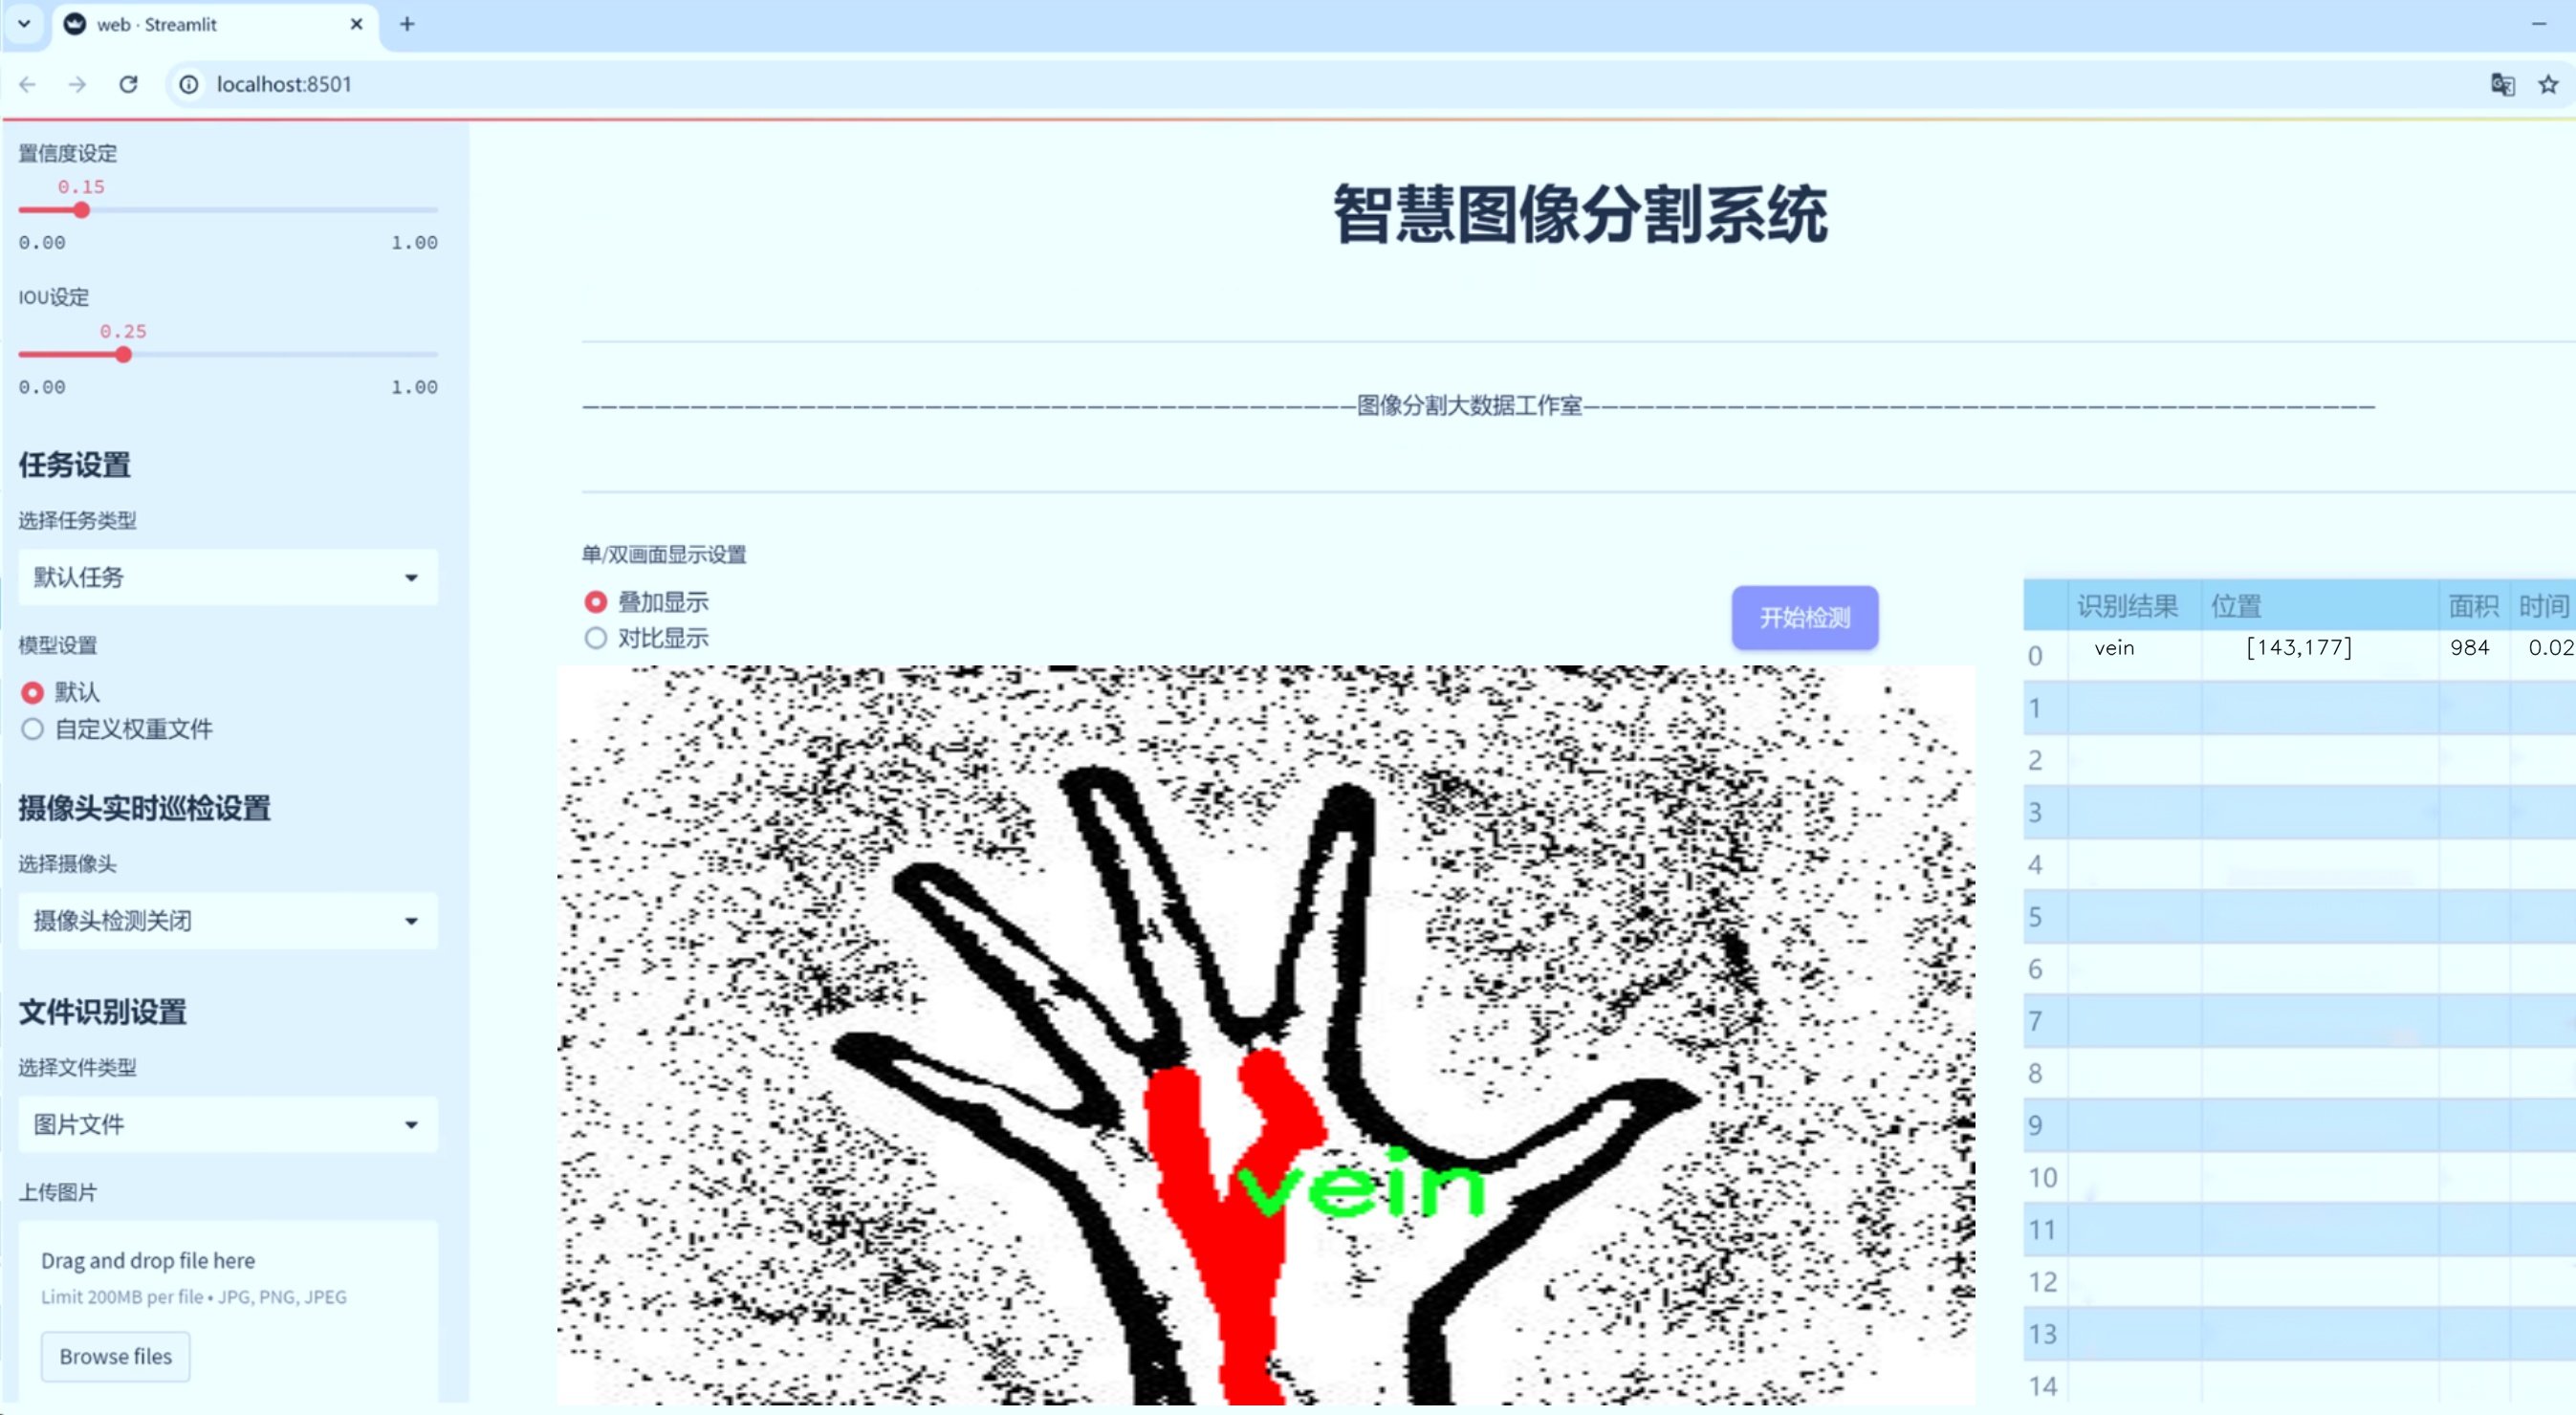 web · Streamlit
localhost:8501
置信度设定
0.15
0.00 1.00
IOU设定
0.25
0.00 1.00
任务设置
选择任务类型
默认任务
模型设置
默认
自定义权重文件
摄像头实时巡检设置
选择摄像头
摄像头检测关闭
文件识别设置
选择文件类型
图片文件
上传图片
Drag and drop file here
Limit 200MB per file • JPG, PNG, JPEG
Browse files
智慧图像分割系统
图像分割大数据工作室
单/双画面显示设置
叠加显示
对比显示
开始检测
vein
识别结果 位置 面积 时间
0 vein [143,177] 984 0.02
1
2
3
4
5
6
7
8
9
10
11
12
13
14